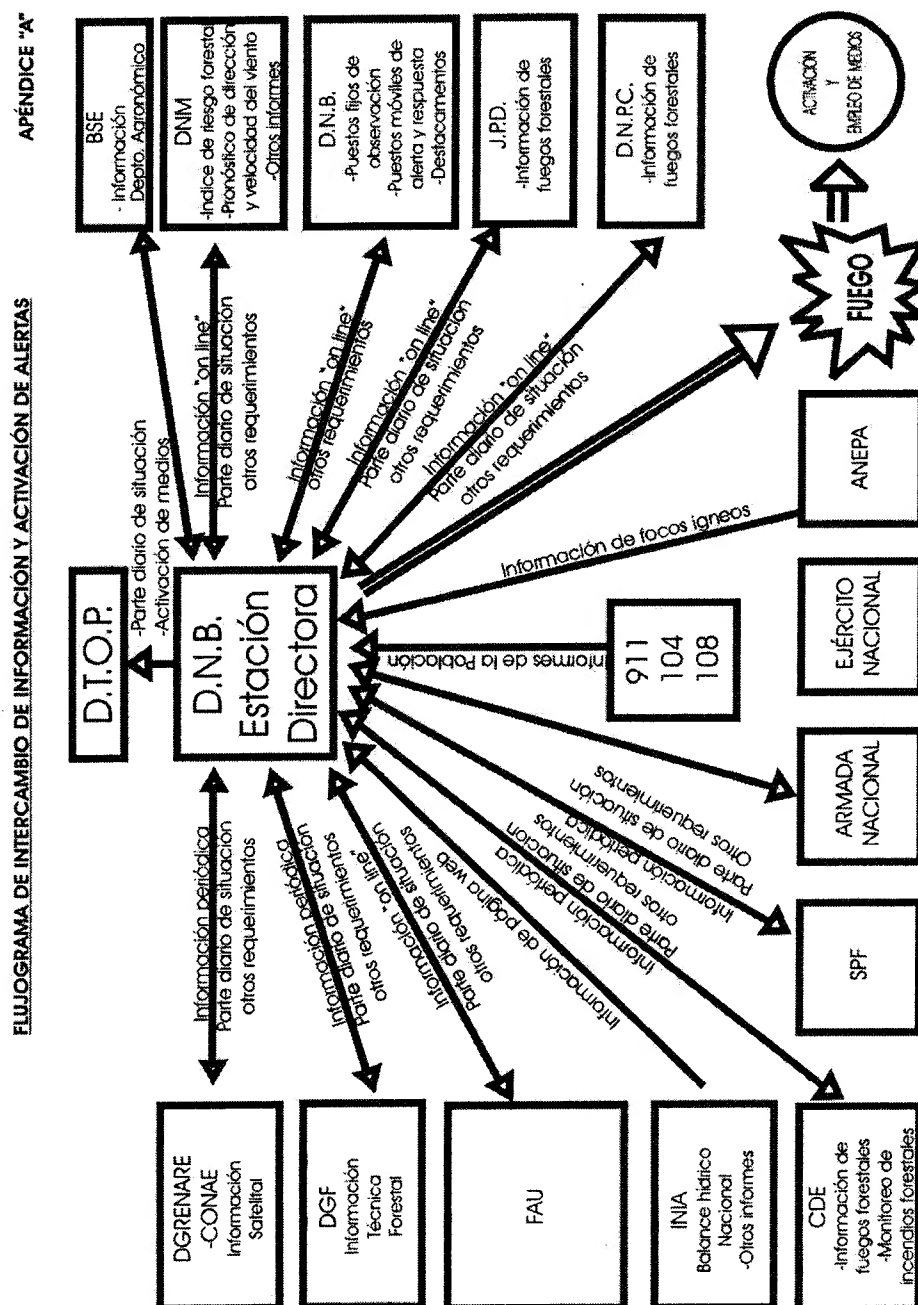 APÉNDICE "A"
FLUJOGRAMA DE INTERCAMBIO DE INFORMACIÓN Y ACTIVACIÓN DE ALERTAS
D.T.O.P.
-Parte diario de situación
-Activación de medios
D.N.B.
Estación
Directora
DGRENARE
-CONAE
Información
Satelital
Información periódica
Parte diario de situación
otros requerimientos
DGF
Información
Técnica
Forestal
Información periódica
Parte diario de situación
otros requerimientos
FAU
Información "on line"
Parte diario de situación
otros requerimientos
INIA
Balance hídrico
Nacional
-Otros informes
Información de página web
CDE
-Información de
fuegos forestales
-Monitoreo de
incendios forestales
Información periódica
Parte diario de situacion
otros requerimientos
SPF
Información periódica
Parte diario de situación
Otros requerimientos
ARMADA
NACIONAL
EJÉRCITO
NACIONAL
911
104
108
Informes de la Población
ANEPA
Información de focos igneos
BSE
- Información
Depto. Agronómico
DNM
-Indice de riesgo forestal
-Pronóstico de dirección
y velocidad del viento
-Otros informes
Información "on line"
Parte diario de situación
otros requerimientos
D.N.B.
-Puestos fijos de
observación
-Puestos móviles de
alerta y respuesta
-Destacamentos
Información "on line"
otros requerimientos
J.P.D.
-Información de
fuegos forestales
Información "on line"
Parte diario de situación
otros requerimientos
D.N.P.C.
-Información de
fuegos forestales
Información "on line"
Parte diario de situación
otros requerimientos
FUEGO
ACTIVACIÓN
Y
EMPLEO DE MEDIOS